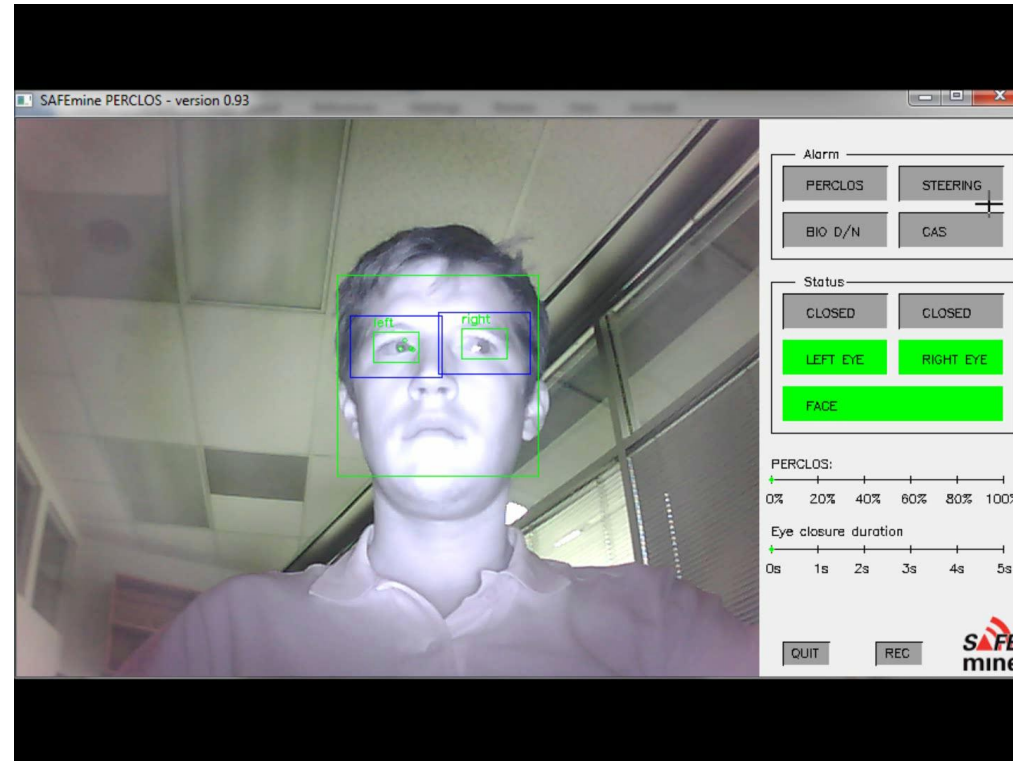 SAFEmine PERCLOS - version 0.93
left
right
Alarm
PERCLOS STEERING
BIO D/N CAS
Status
CLOSED CLOSED
LEFT EYE RIGHT EYE
FACE
PERCLOS:
0% 20% 40% 60% 80% 100%
Eye closure duration
0s 1s 2s 3s 4s 5s
QUIT REC
SAFE
mine